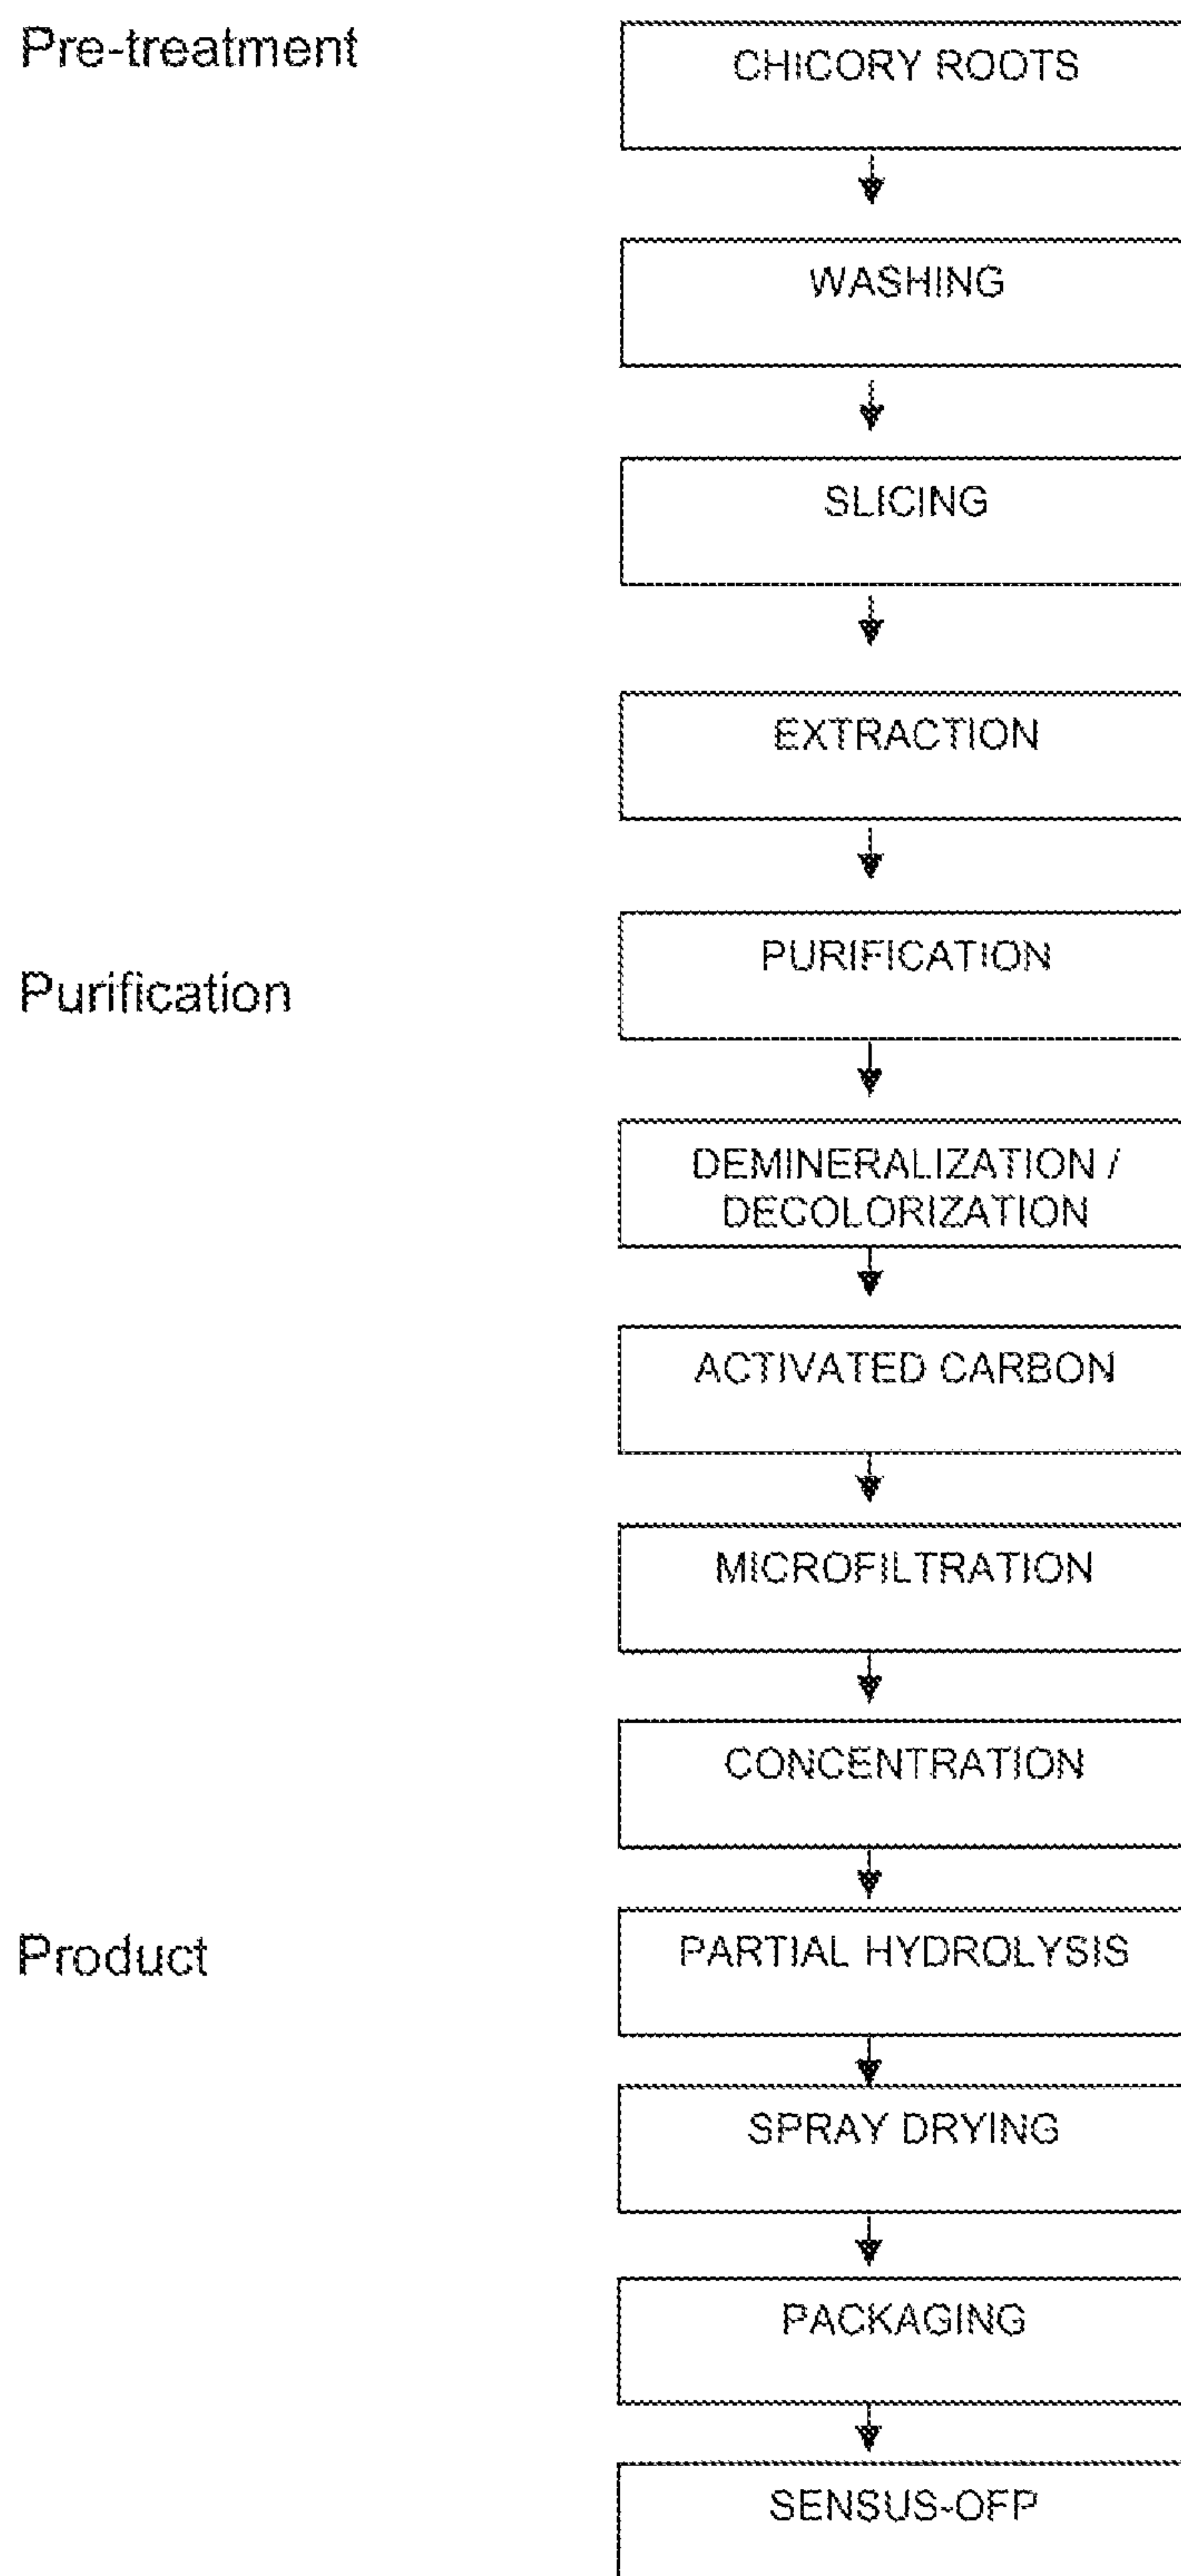 Pre-treatment
CHICORY ROOTS
WASHING
SLICING
EXTRACTION
Purification
PURIFICATION
DEMINERALIZATION /
DECOLORIZATION
ACTIVATED CARBON
MICROFILTRATION
CONCENTRATION
Product
PARTIAL HYDROLYSIS
SPRAY DRYING
PACKAGING
SENSUS-OFP